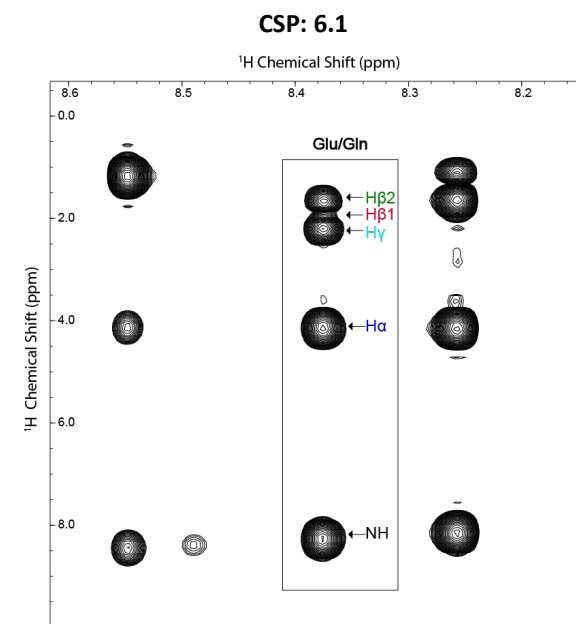 CSP: 6.1
¹H Chemical Shift (ppm)
8.6 8.5 8.4 8.3 8.2
0.0
Glu/Gln
Hβ2
2.0
Hβ1
Hγ
4.0
Hα
¹H Chemical Shift (ppm)
6.0
8.0
NH